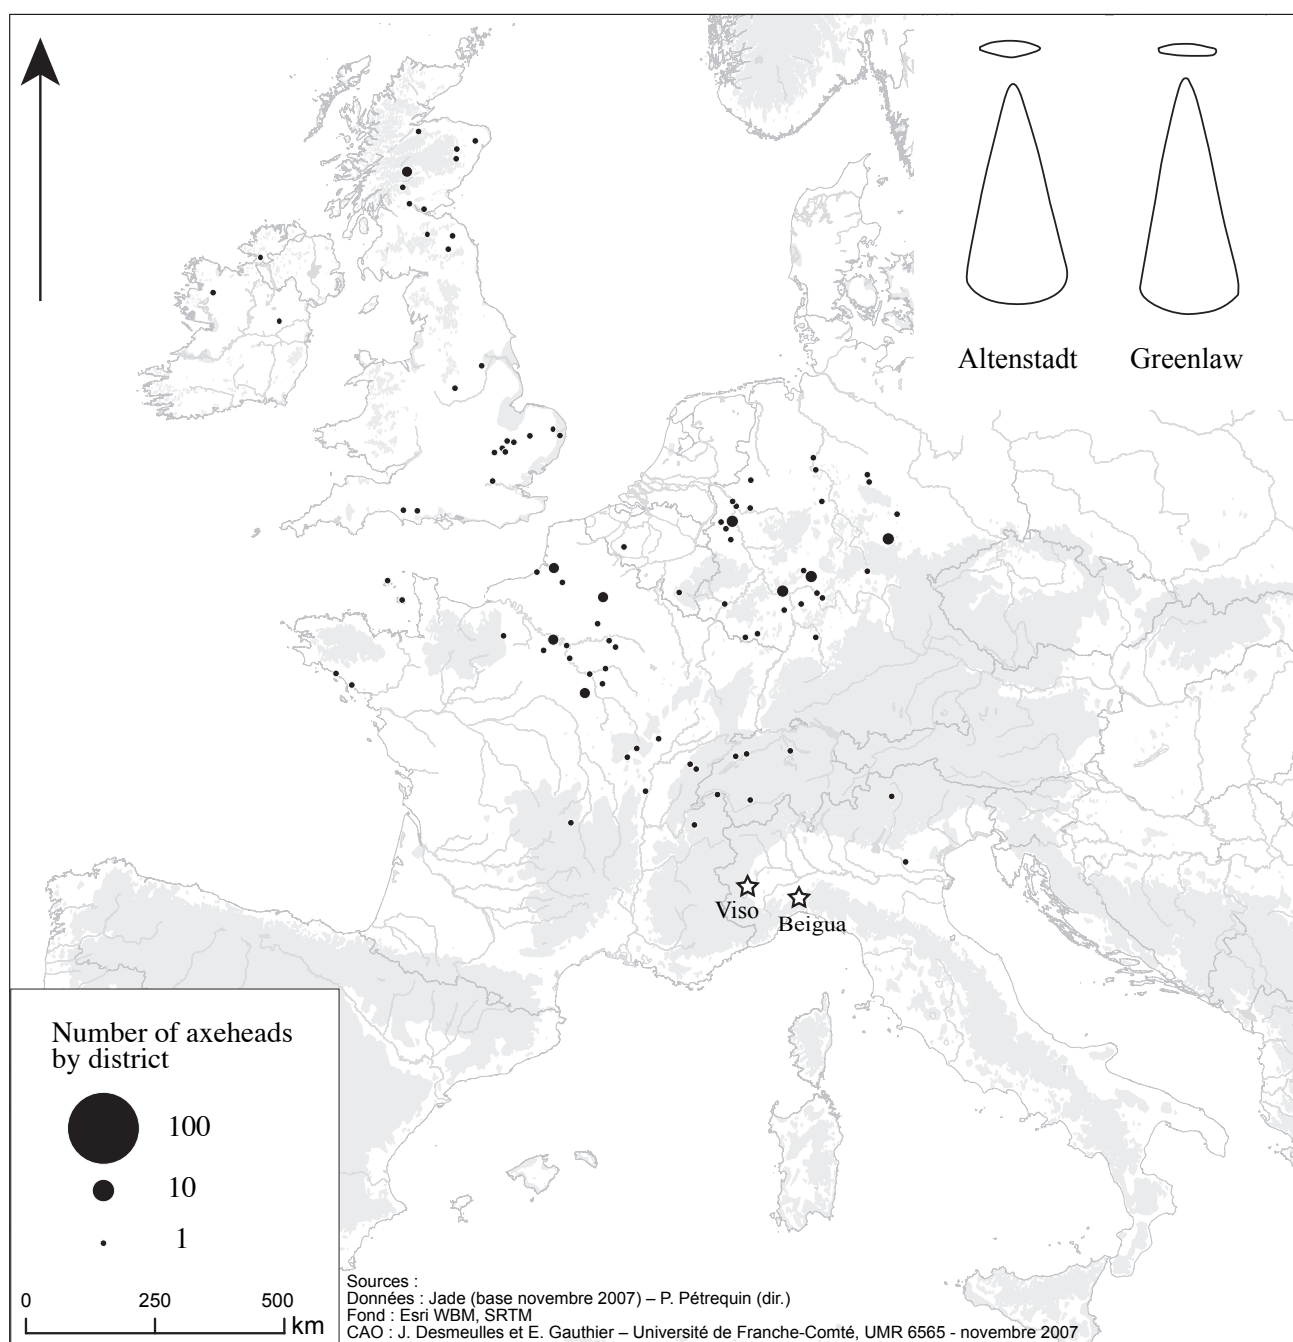 Altenstadt
Greenlaw
Viso
Beigua
Number of axeheads
by district
100
10
1
0 250 500
km
Sources :
Données : Jade (base novembre 2007) – P. Pétrequin (dir.)
Fond : Esri WBM, SRTM
CAO : J. Desmeulles et E. Gauthier – Université de Franche-Comté, UMR 6565 - novembre 2007